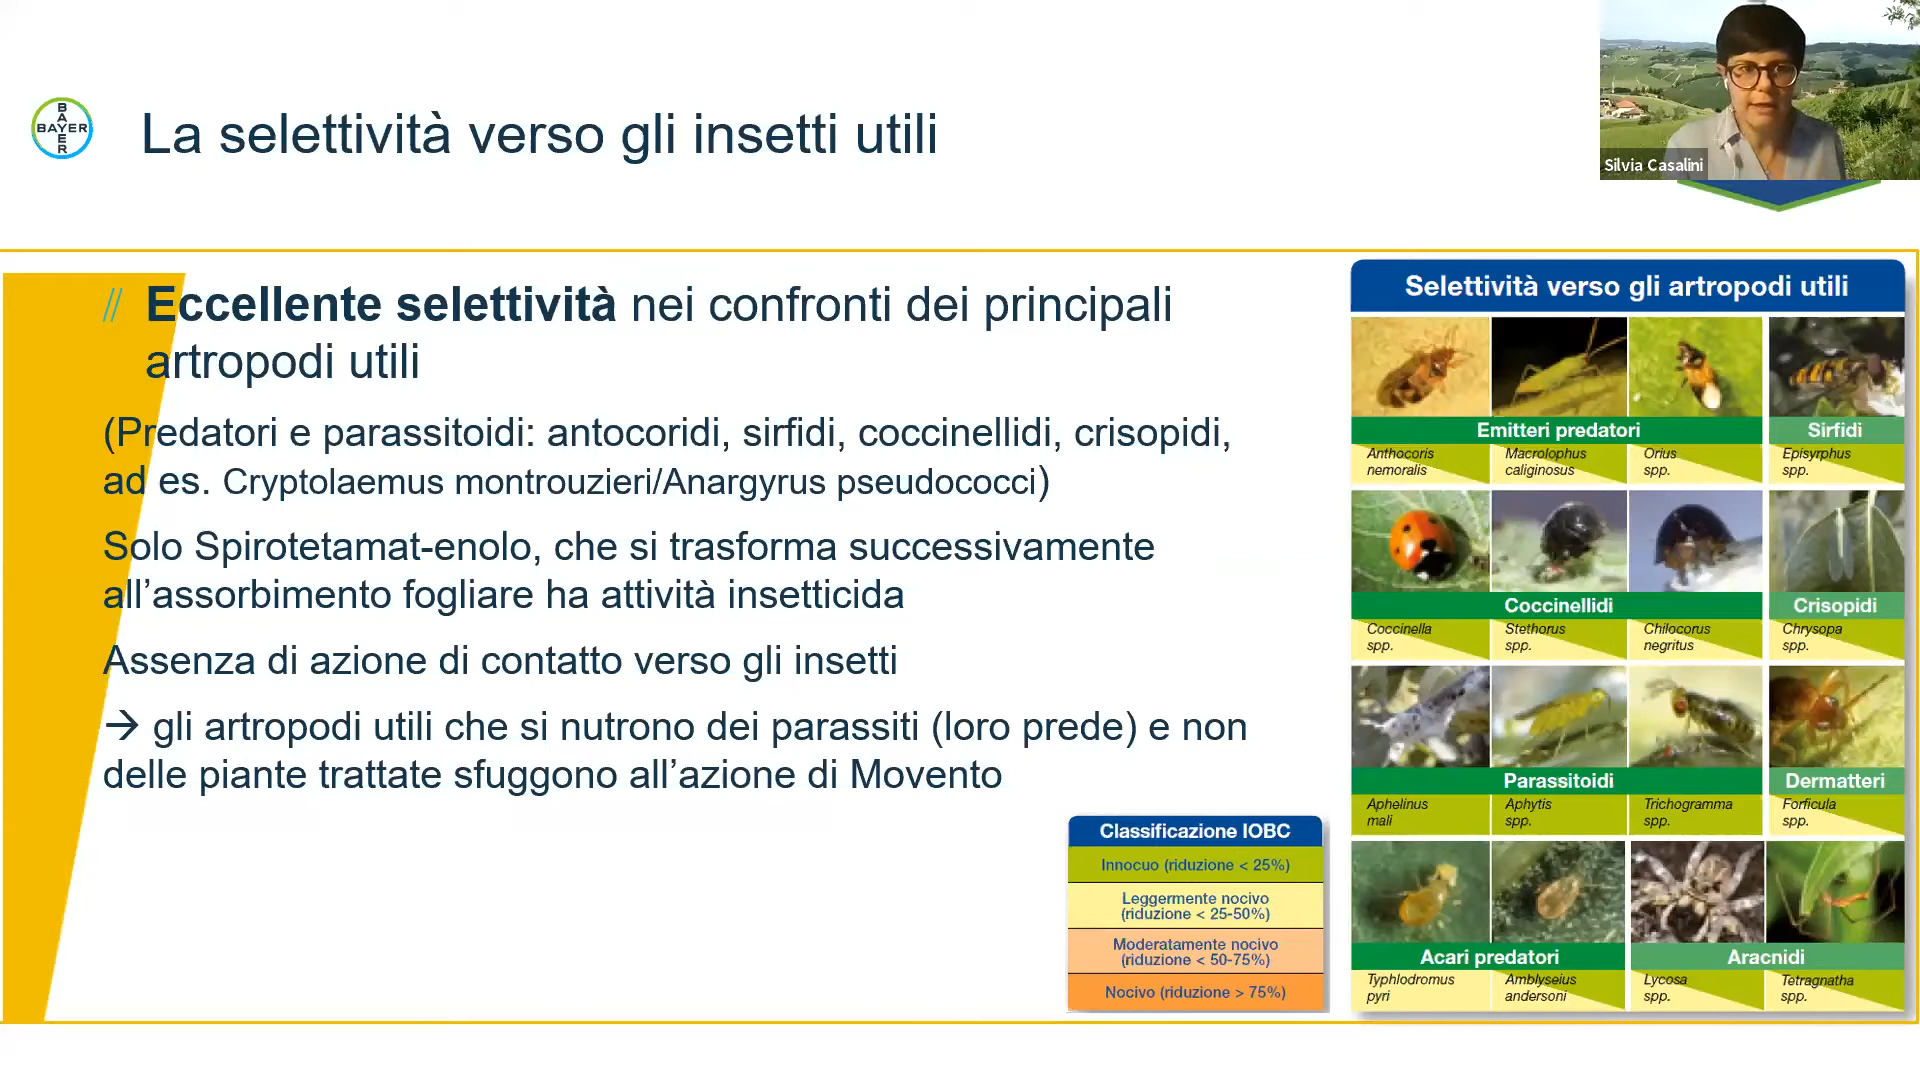 BAYER
BAYER
La selettività verso gli insetti utili
Silvia Casalini
// Eccellente selettività nei confronti dei principali
artropodi utili
(Predatori e parassitoidi: antocoridi, sirfidi, coccinellidi, crisopidi,
ad es. Cryptolaemus montrouzieri/Anargyrus pseudococci)
Solo Spirotetamat-enolo, che si trasforma successivamente
all’assorbimento fogliare ha attività insetticida
Assenza di azione di contatto verso gli insetti
→ gli artropodi utili che si nutrono dei parassiti (loro prede) e non
delle piante trattate sfuggono all’azione di Movento
Classificazione IOBC
Innocuo (riduzione < 25%)
Leggermente nocivo
(riduzione < 25-50%)
Moderatamente nocivo
(riduzione < 50-75%)
Nocivo (riduzione > 75%)
Selettività verso gli artropodi utili
Emitteri predatori
Sirfidi
Anthocoris
nemoralis
Macrolophus
caliginosus
Orius
spp.
Episyrphus
spp.
Coccinellidi
Crisopidi
Coccinella
spp.
Stethorus
spp.
Chilocorus
negritus
Chrysopa
spp.
Parassitoidi
Dermatteri
Aphelinus
mali
Aphytis
spp.
Trichogramma
spp.
Forficula
spp.
Acari predatori
Aracnidi
Typhlodromus
pyri
Amblyseius
andersoni
Lycosa
spp.
Tetragnatha
spp.